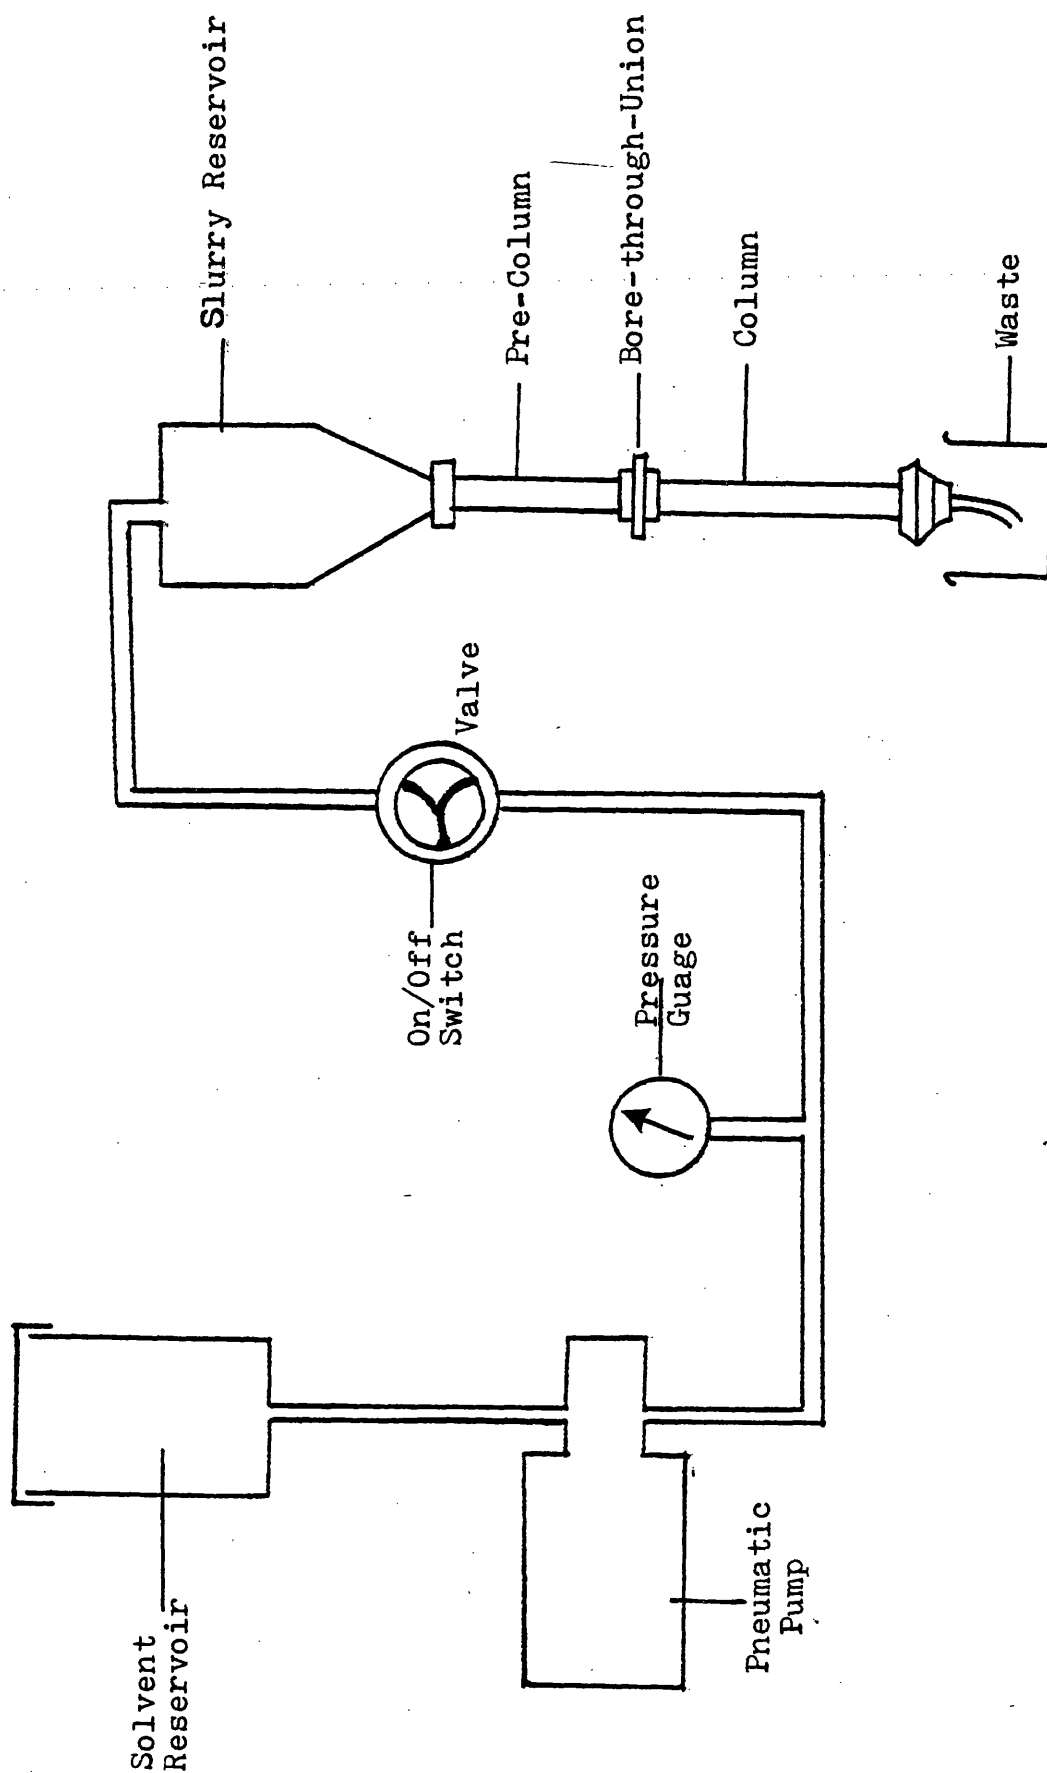 Solvent
Reservoir
Pneumatic
Pump
Pressure
Guage
On/Off
Switch
Valve
Slurry Reservoir
Pre-Column
Bore-through-Union
Column
Waste